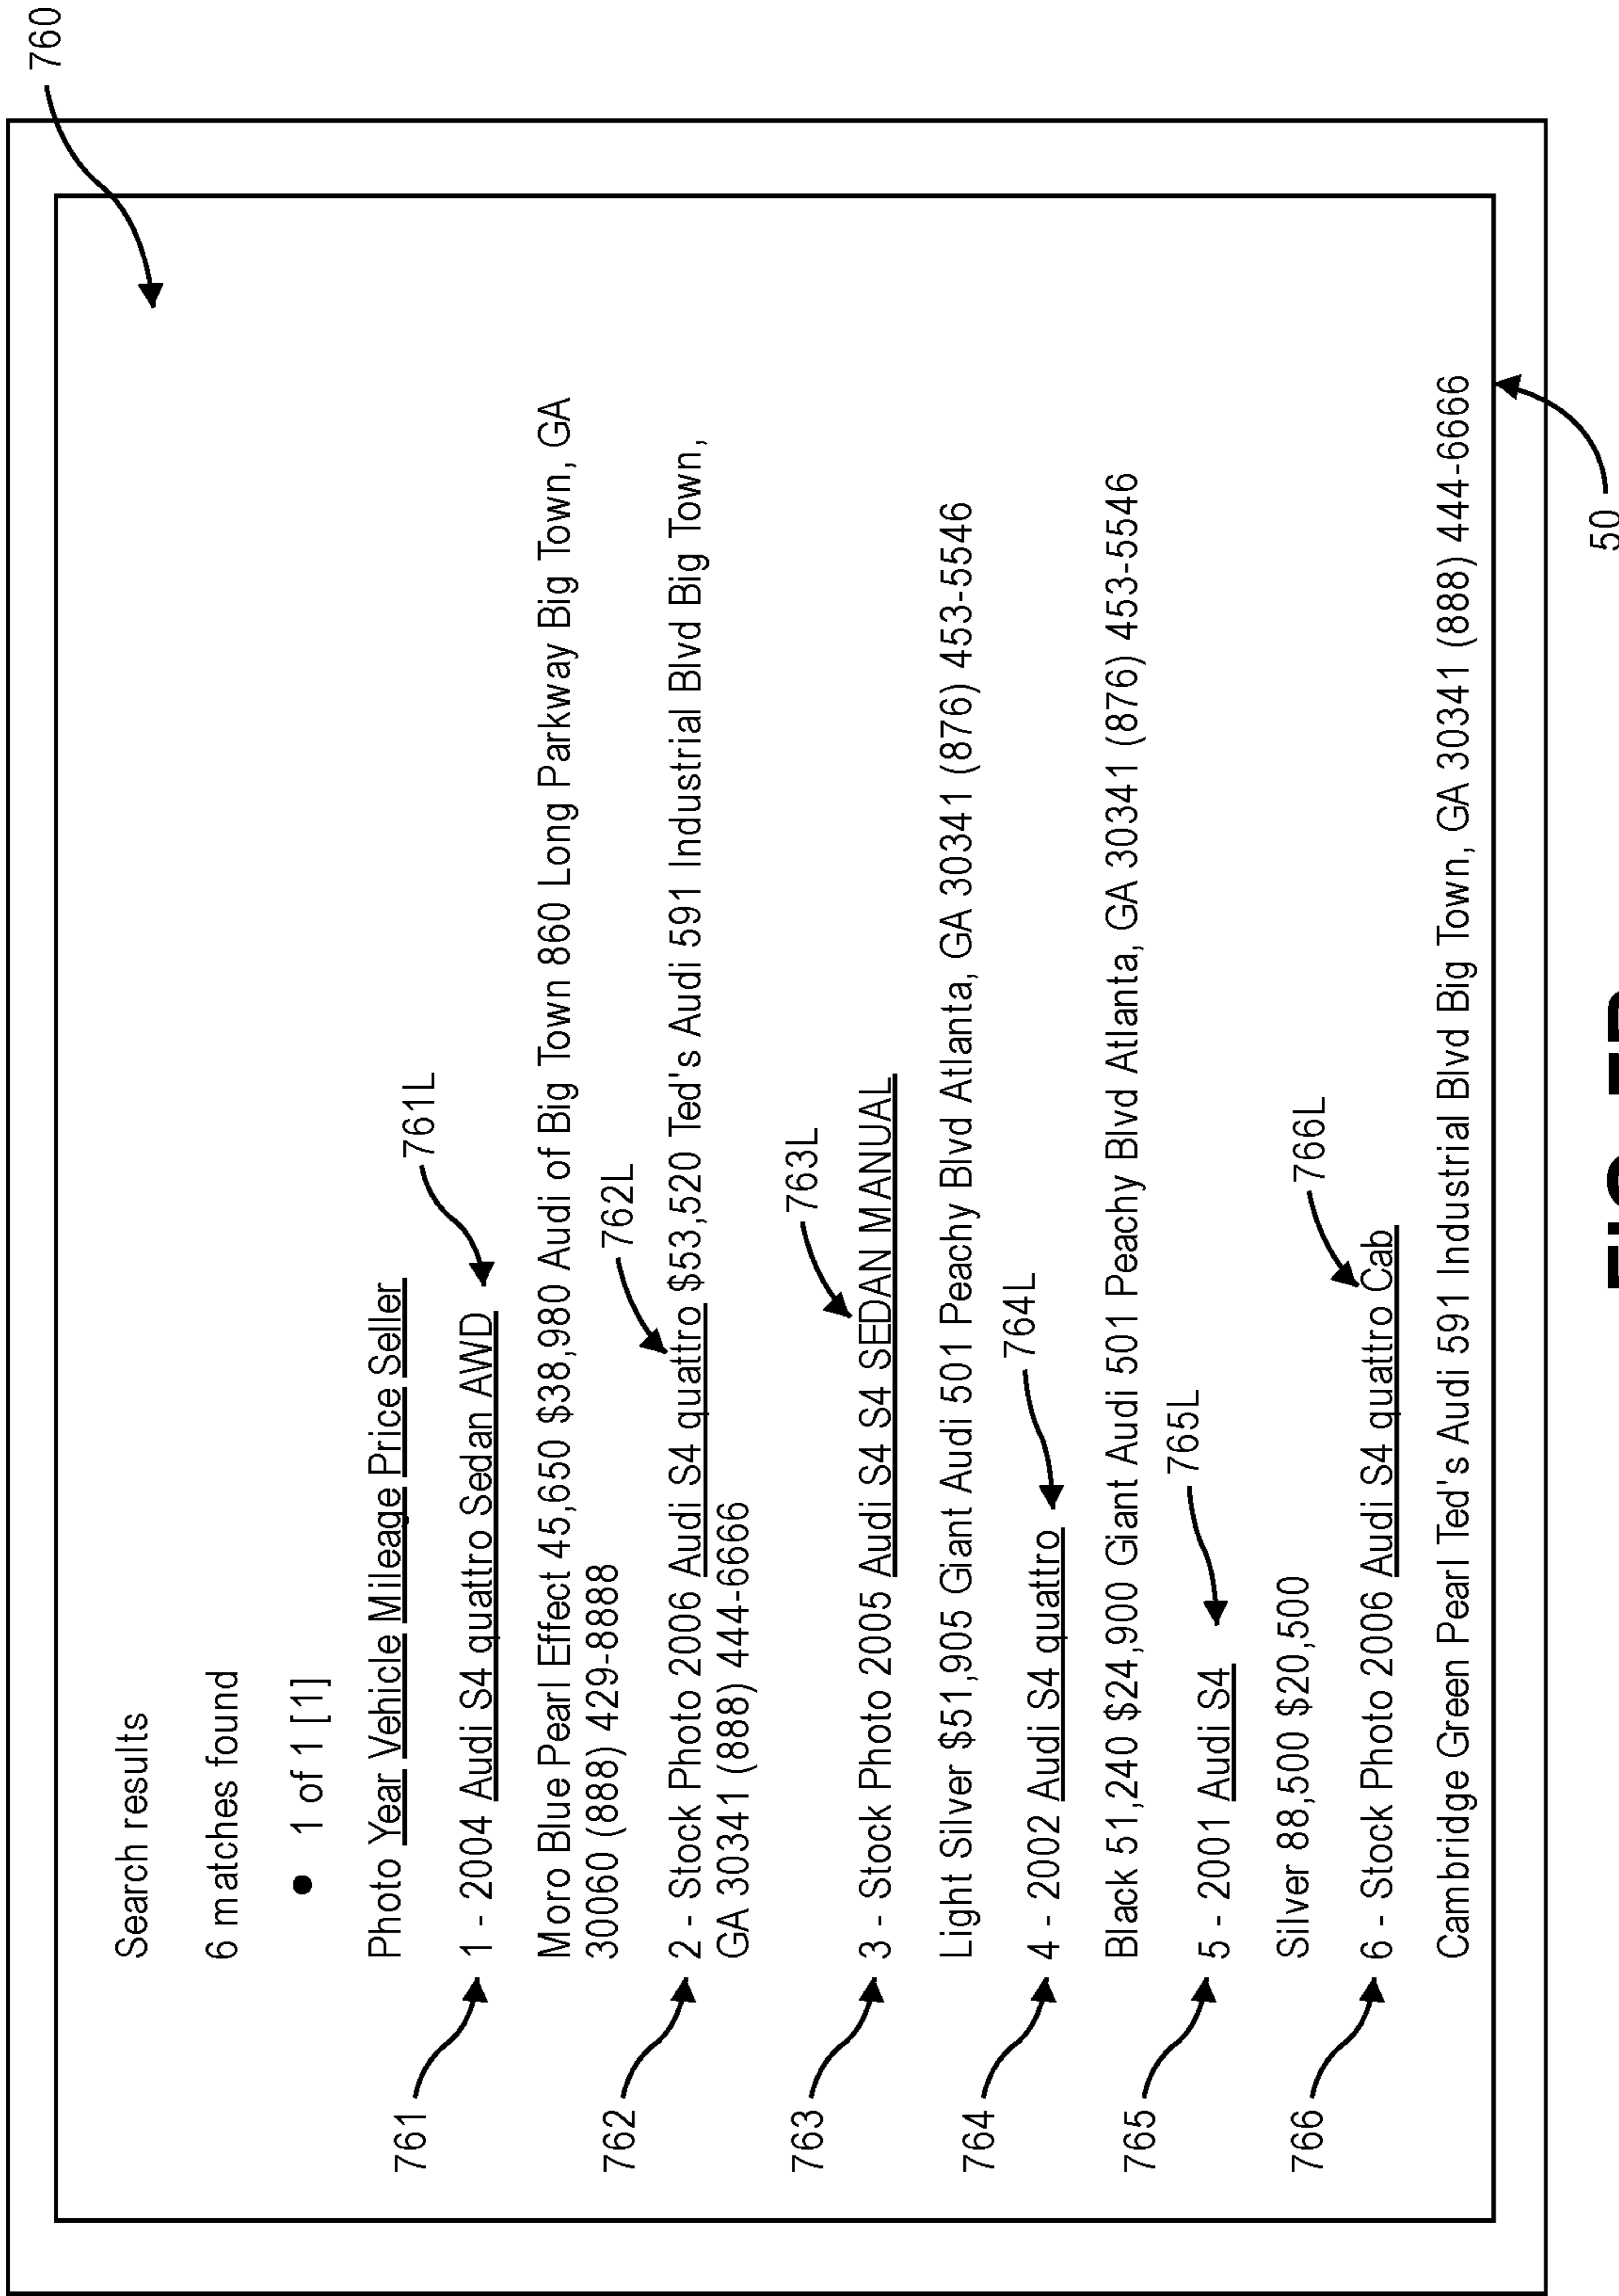 760
Search results
6 matches found
• 1 of 1 [1]
Photo Year Vehicle Mileage Price Seller
761L
761
1 - 2004 Audi S4 quattro Sedan AWD
Moro Blue Pearl Effect 45,650 $38,980 Audi of Big Town 860 Long Parkway Big Town, GA
30060 (888) 429-8888
762L
762
2 - Stock Photo 2006 Audi S4 quattro $53,520 Ted's Audi 591 Industrial Blvd Big Town,
GA 30341 (888) 444-6666
763L
763
3 - Stock Photo 2005 Audi S4 S4 SEDAN MANUAL
Light Silver $51,905 Giant Audi 501 Peachy Blvd Atlanta, GA 30341 (876) 453-5546
764L
764
4 - 2002 Audi S4 quattro
Black 51,240 $24,900 Giant Audi 501 Peachy Blvd Atlanta, GA 30341 (876) 453-5546
765L
765
5 - 2001 Audi S4
Silver 88,500 $20,500
766L
766
6 - Stock Photo 2006 Audi S4 quattro Cab
Cambridge Green Pearl Ted's Audi 591 Industrial Blvd Big Town, GA 30341 (888) 444-6666
50